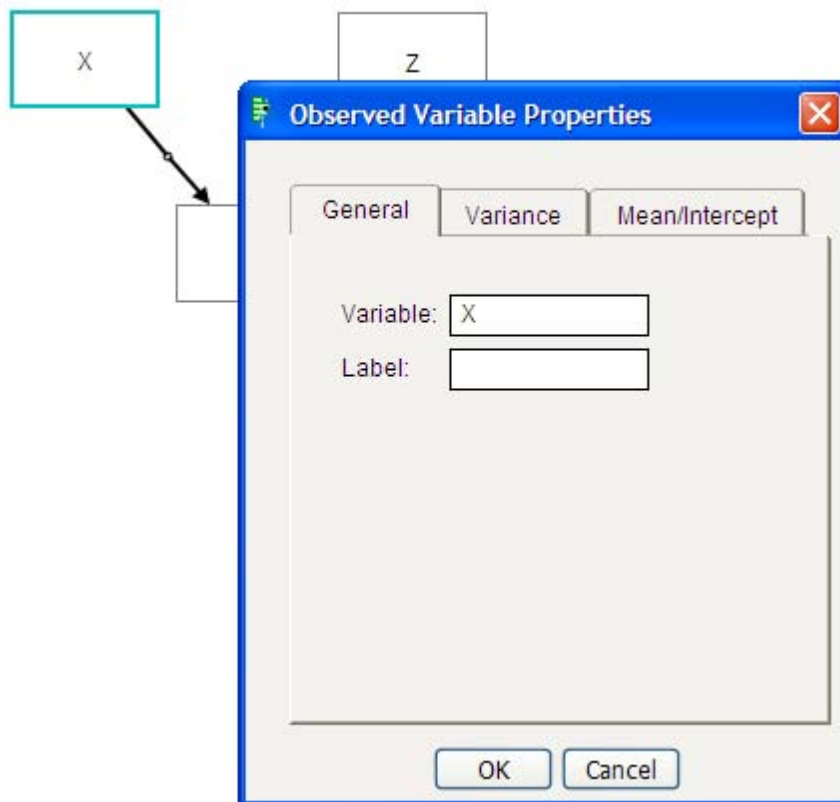 X
Z
Observed Variable Properties
General Variance Mean/Intercept
Variable: X
Label:
OK Cancel